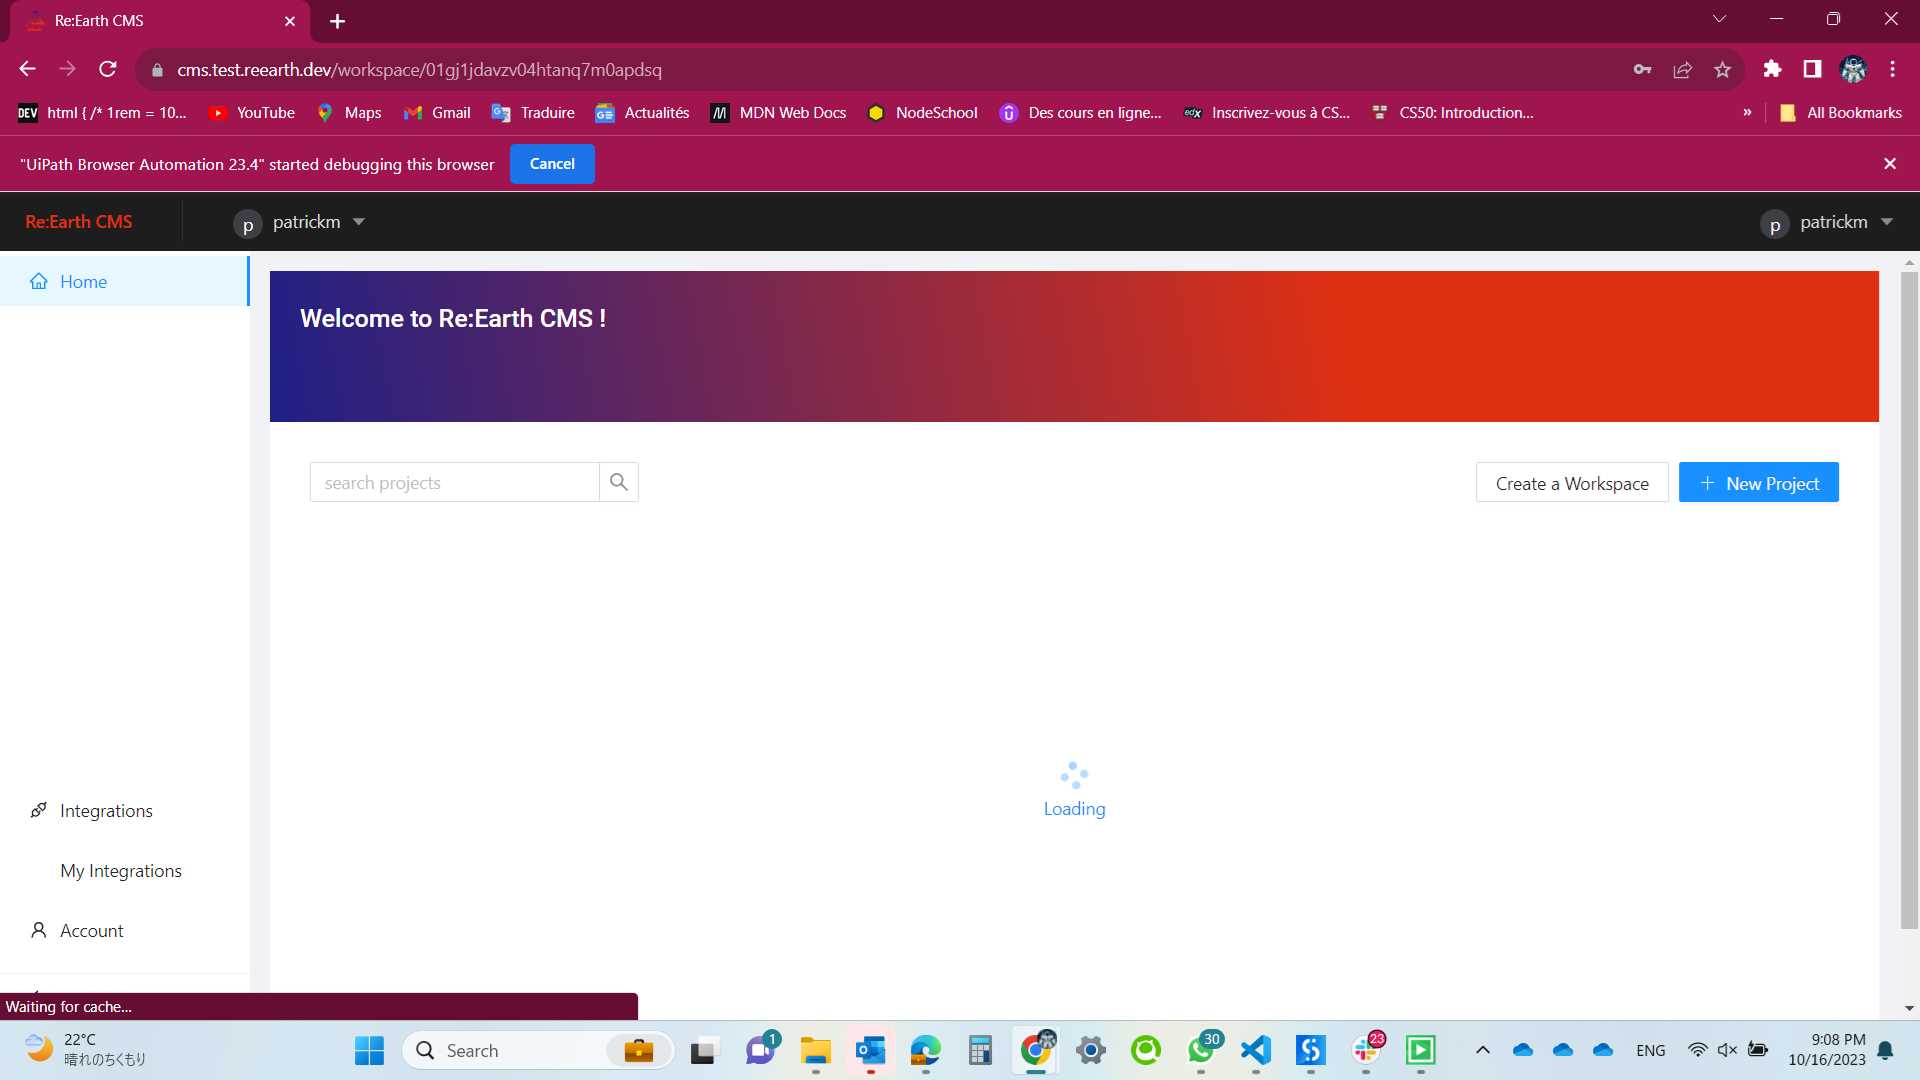 Re:Earth CMS
cms.test.reearth.dev/workspace/01gj1jdavzv04htanq7m0apdsq
DEV html { /* 1rem = 10... YouTube Maps Gmail Traduire Actualités MDN Web Docs NodeSchool Des cours en ligne... edX Inscrivez-vous à CS... CS50: Introduction... » All Bookmarks
"UiPath Browser Automation 23.4" started debugging this browser Cancel
Re:Earth CMS p patrickm p patrickm
Home
Welcome to Re:Earth CMS !
search projects Create a Workspace + New Project
Loading
Integrations
My Integrations
Account
Waiting for cache...
22°C
晴れのちくもり
Search 1 30 23 ENG
9:08 PM
10/16/2023